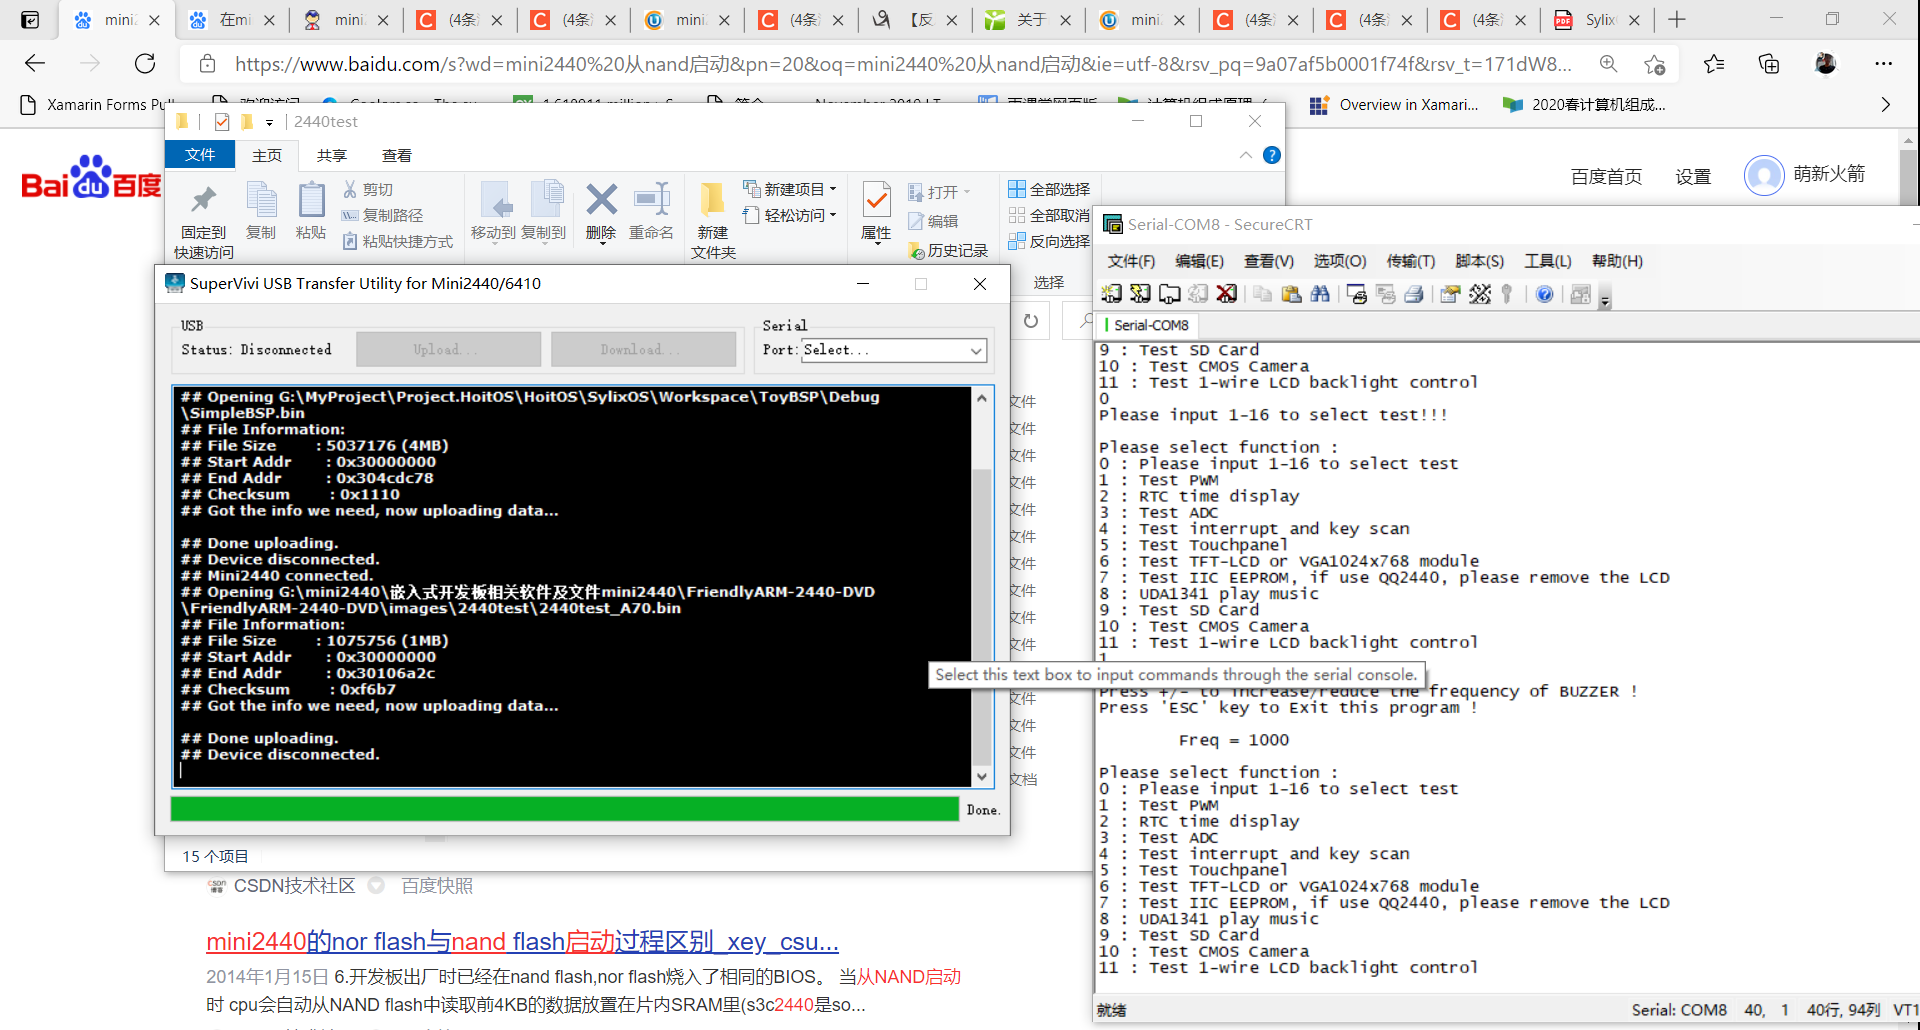 mini2
在mi
mini
(4条
(4条
mini
(4条
【反
关于
mini
(4条
(4条
(4条
Sylix
https://www.baidu.com/s?wd=mini2440%20从nand启动&pn=20&oq=mini2440%20从nand启动&ie=utf-8&rsv_pq=9a07af5b0001f74f&rsv_t=171dW8...
Xamarin Forms Pull
Overview in Xamari...
2020春计算机组成...
2440test
文件
主页
共享
查看
Bai du 百度
百度首页
设置
萌新火箭
固定到
快速访问
复制
粘贴
剪切
复制路径
粘贴快捷方式
移动到
复制到
删除
重命名
新建
文件夹
新建项目
轻松访问
属性
打开
编辑
历史记录
全部选择
全部取消
反向选择
选择
SuperVivi USB Transfer Utility for Mini2440/6410
USB
Status: Disconnected
Upload...
Download...
Serial
Port: Select...
## Opening G:\MyProject\Project.HoitOS\HoitOS\SylixOS\Workspace\ToyBSP\Debug
\SimpleBSP.bin
## File Information:
## File Size : 5037176 (4MB)
## Start Addr : 0x30000000
## End Addr : 0x304cdc78
## Checksum : 0x1110
## Got the info we need, now uploading data...
## Done uploading.
## Device disconnected.
## Mini2440 connected.
## Opening G:\mini2440\嵌入式开发板相关软件及文件mini2440\FriendlyARM-2440-DVD
\FriendlyARM-2440-DVD\images\2440test\2440test_A70.bin
## File Information:
## File Size : 1075756 (1MB)
## Start Addr : 0x30000000
## End Addr : 0x30106a2c
## Checksum : 0xf6b7
## Got the info we need, now uploading data...
## Done uploading.
## Device disconnected.
Done.
文件
文件
文件
文件
文件
文件
文件
文件
文件
文件
文件
文件
文件
文档
15 个项目
Select this text box to input commands through the serial console.
Serial-COM8 - SecureCRT
文件(F) 编辑(E) 查看(V) 选项(O) 传输(T) 脚本(S) 工具(L) 帮助(H)
Serial-COM8
9 : Test SD Card
10 : Test CMOS Camera
11 : Test 1-wire LCD backlight control
0
Please input 1-16 to select test!!!
Please select function :
0 : Please input 1-16 to select test
1 : Test PWM
2 : RTC time display
3 : Test ADC
4 : Test interrupt and key scan
5 : Test Touchpanel
6 : Test TFT-LCD or VGA1024x768 module
7 : Test IIC EEPROM, if use QQ2440, please remove the LCD
8 : UDA1341 play music
9 : Test SD Card
10 : Test CMOS Camera
11 : Test 1-wire LCD backlight control
1
Press +/- to increase/reduce the frequency of BUZZER !
Press 'ESC' key to Exit this program !
Freq = 1000
Please select function :
0 : Please input 1-16 to select test
1 : Test PWM
2 : RTC time display
3 : Test ADC
4 : Test interrupt and key scan
5 : Test Touchpanel
6 : Test TFT-LCD or VGA1024x768 module
7 : Test IIC EEPROM, if use QQ2440, please remove the LCD
8 : UDA1341 play music
9 : Test SD Card
10 : Test CMOS Camera
11 : Test 1-wire LCD backlight control
就绪
Serial: COM8 40, 1 40行, 94列 VT1
CSDN技术社区
百度快照
mini2440的nor flash与nand flash启动过程区别_xey_csu...
2014年1月15日 6.开发板出厂时已经在nand flash,nor flash烧入了相同的BIOS。 当从NAND启动
时 cpu会自动从NAND flash中读取前4KB的数据放置在片内SRAM里(s3c2440是so...